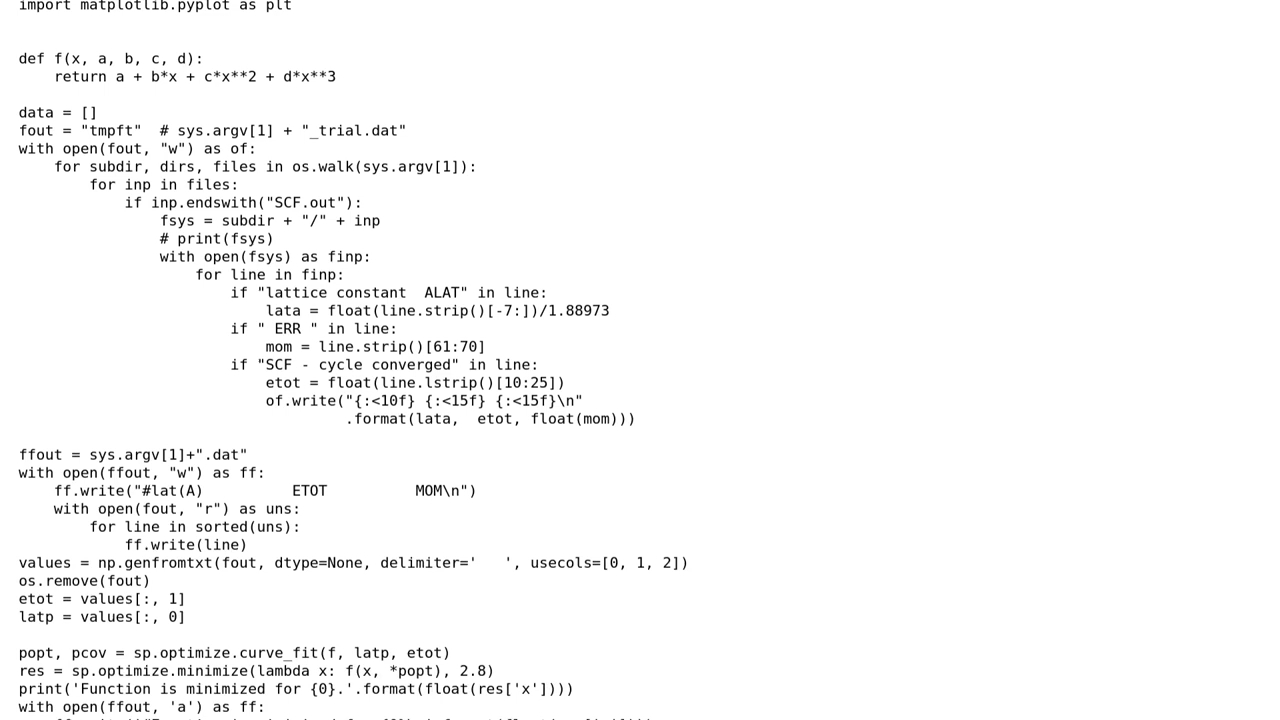 import matplotlib.pyplot as plt


def f(x, a, b, c, d):
    return a + b*x + c*x**2 + d*x**3

data = []
fout = "tmpft"  # sys.argv[1] + "_trial.dat"
with open(fout, "w") as of:
    for subdir, dirs, files in os.walk(sys.argv[1]):
        for inp in files:
            if inp.endswith("SCF.out"):
                fsys = subdir + "/" + inp
                # print(fsys)
                with open(fsys) as finp:
                    for line in finp:
                        if "lattice constant  ALAT" in line:
                            lata = float(line.strip()[-7:])/1.88973
                        if " ERR " in line:
                            mom = line.strip()[61:70]
                        if "SCF - cycle converged" in line:
                            etot = float(line.lstrip()[10:25])
                            of.write("{:<10f} {:<15f} {:<15f}\n"
                                     .format(lata,  etot, float(mom)))

ffout = sys.argv[1]+".dat"
with open(ffout, "w") as ff:
    ff.write("#lat(A)          ETOT          MOM\n")
    with open(fout, "r") as uns:
        for line in sorted(uns):
            ff.write(line)
values = np.genfromtxt(fout, dtype=None, delimiter='   ', usecols=[0, 1, 2])
os.remove(fout)
etot = values[:, 1]
latp = values[:, 0]

popt, pcov = sp.optimize.curve_fit(f, latp, etot)
res = sp.optimize.minimize(lambda x: f(x, *popt), 2.8)
print('Function is minimized for {0}.'.format(float(res['x'])))
with open(ffout, 'a') as ff: